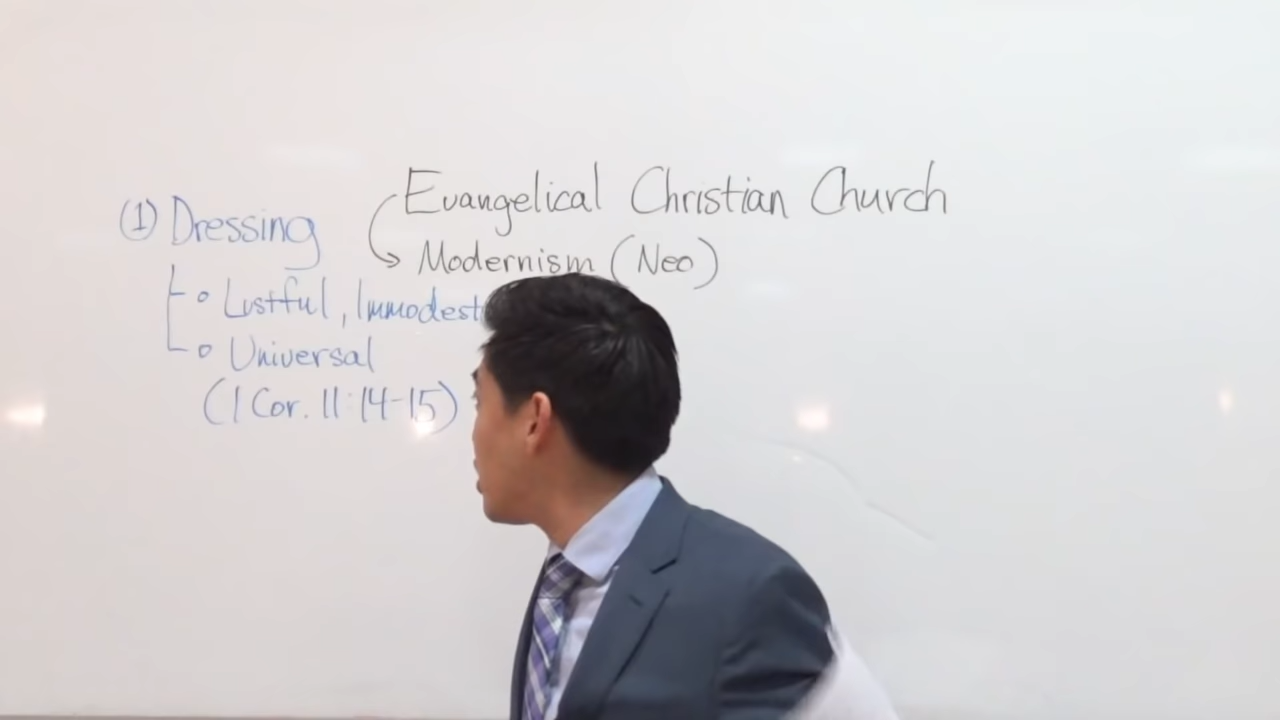 Evangelical Christian Church
Modernism (Neo)
(1) Dressing
Lustful, Immodest
Universal
(1 Cor. 11:14-15)